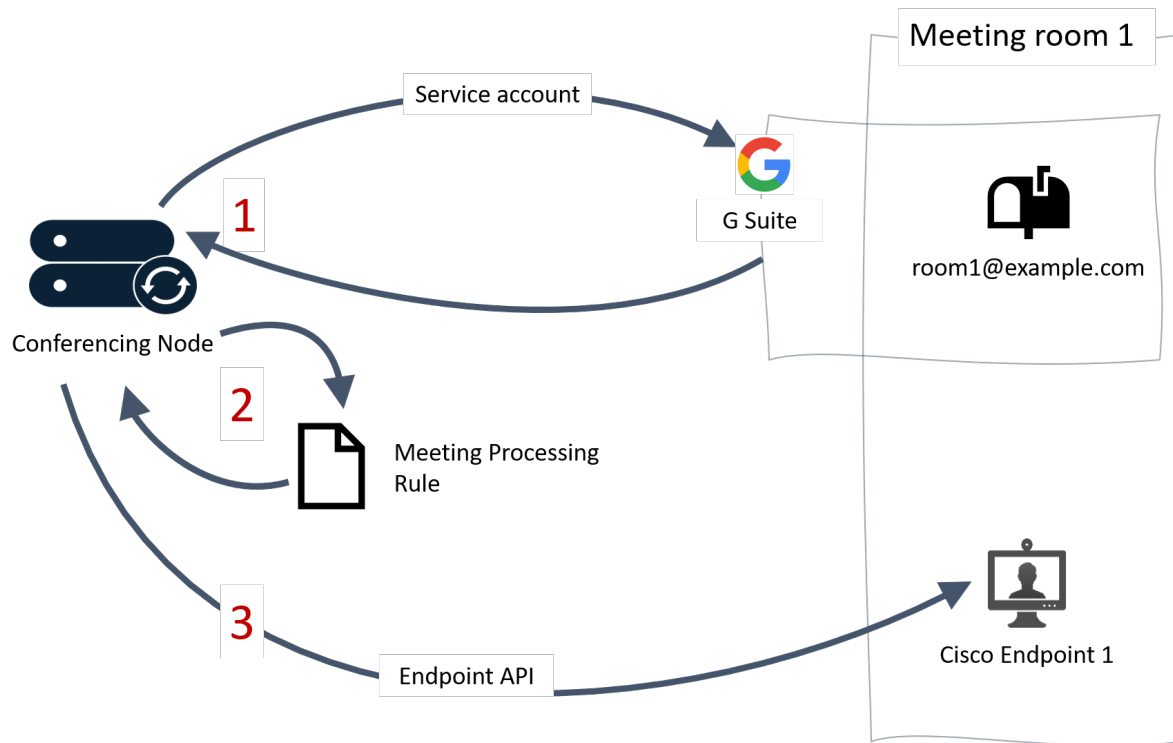 Meeting room 1
Service account
G Suite
1
room1@example.com
Conferencing Node
2
Meeting Processing
Rule
3
Endpoint API
Cisco Endpoint 1